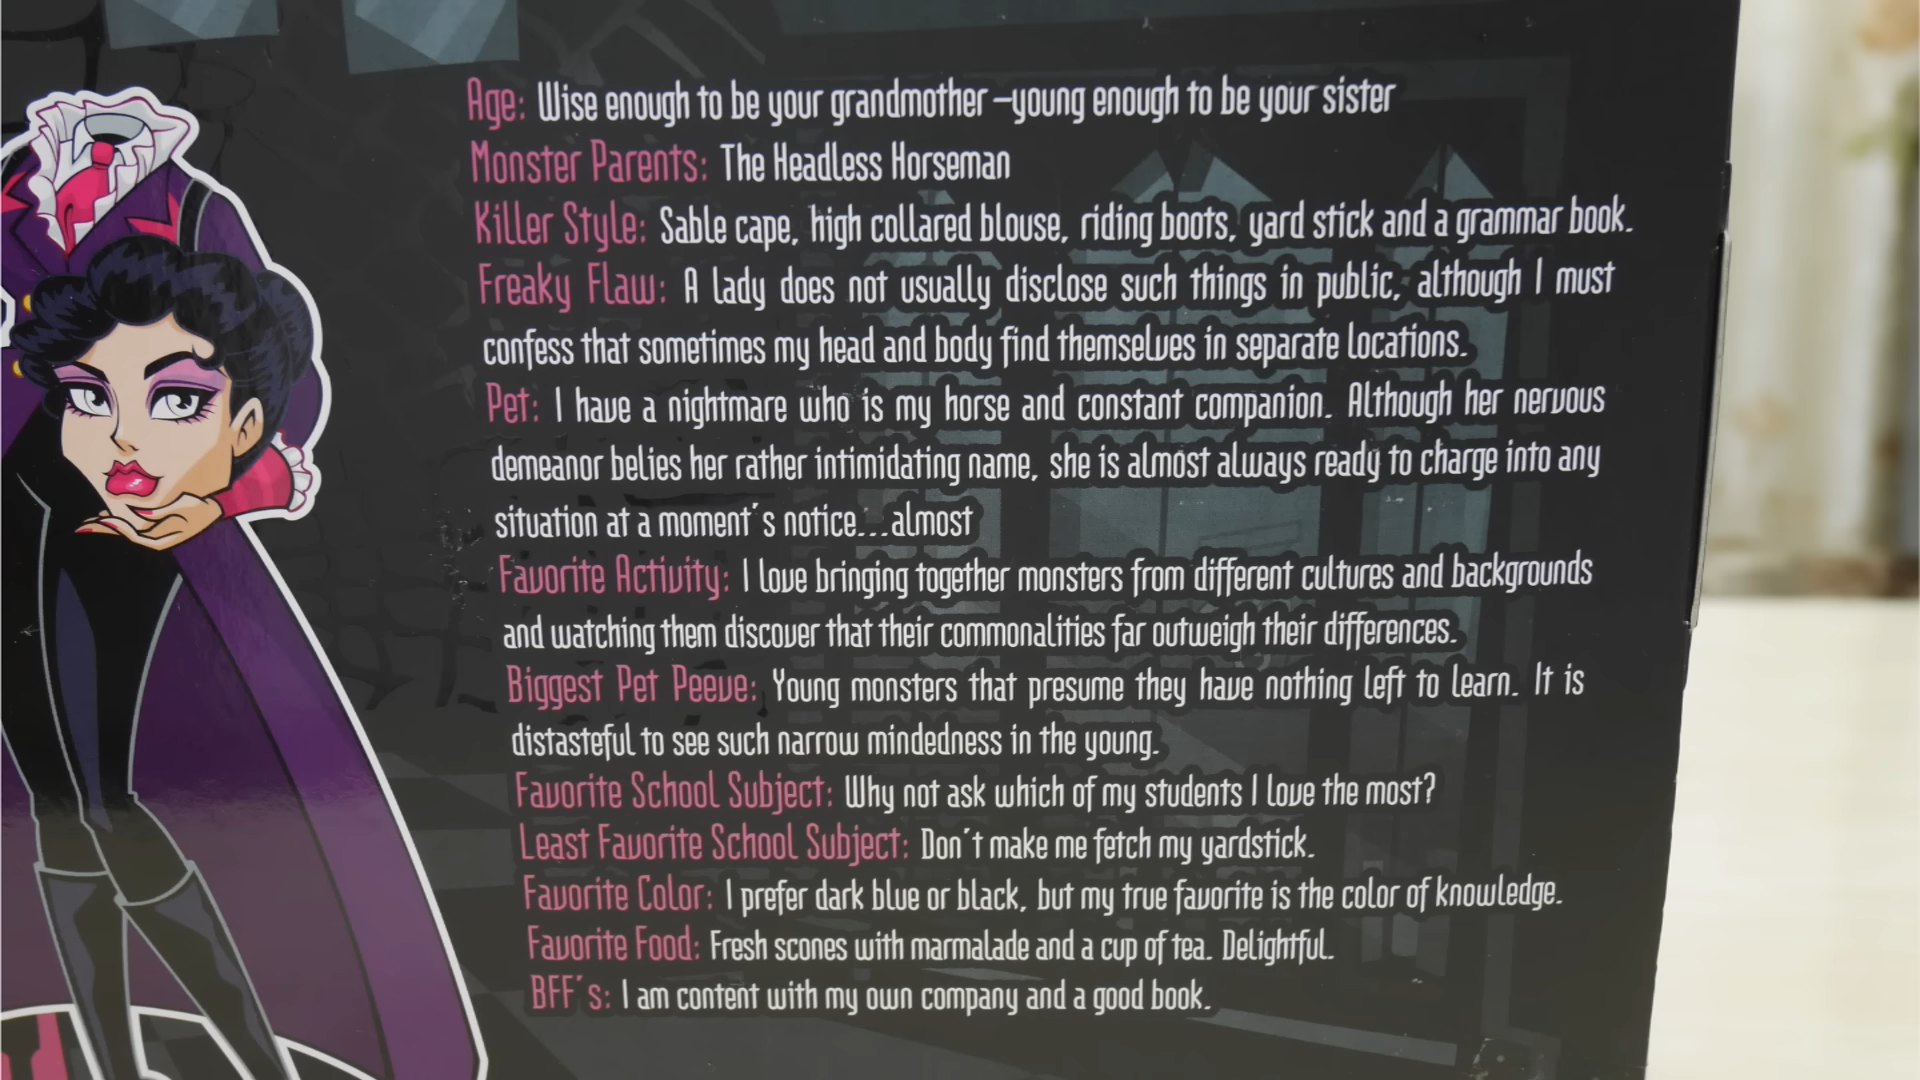 Age: Wise enough to be your grandmother –young enough to be your sister
Monster Parents: The Headless Horseman
Killer Style: Sable cape, high collared blouse, riding boots, yard stick and a grammar book.
Freaky Flaw: A lady does not usually disclose such things in public, although I must
confess that sometimes my head and body find themselves in separate locations.
Pet: I have a nightmare who is my horse and constant companion. Although her nervous
demeanor belies her rather intimidating name, she is almost always ready to charge into any
situation at a moment's notice...almost
Favorite Activity: I love bringing together monsters from different cultures and backgrounds
and watching them discover that their commonalities far outweigh their differences.
Biggest Pet Peeve: Young monsters that presume they have nothing left to learn. It is
distasteful to see such narrow mindedness in the young.
Favorite School Subject: Why not ask which of my students I love the most?
Least Favorite School Subject: Don't make me fetch my yardstick.
Favorite Color: I prefer dark blue or black, but my true favorite is the color of knowledge.
Favorite Food: Fresh scones with marmalade and a cup of tea. Delightful.
BFF's: I am content with my own company and a good book.